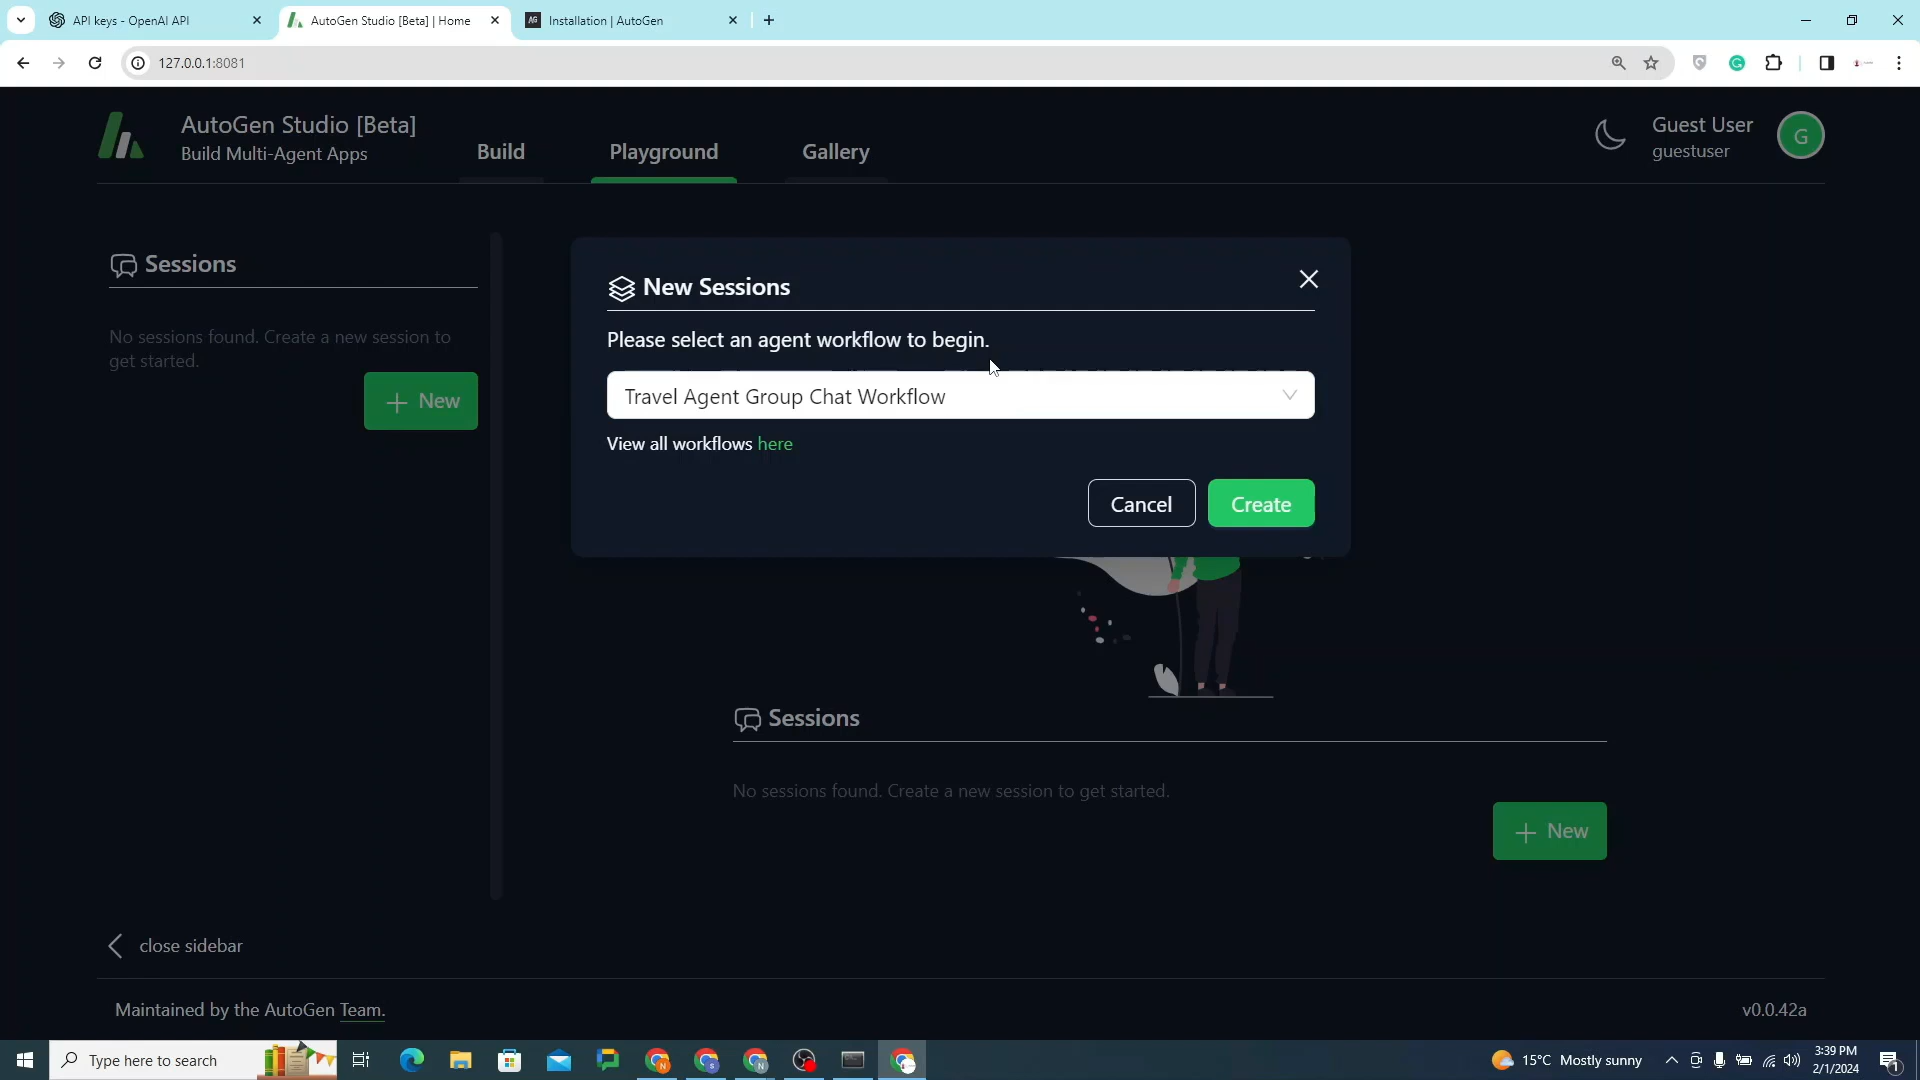 API keys - OpenAI API
AutoGen Studio [Beta] | Home
AG
Installation | AutoGen
127.0.0.1:8081
AutoGen Studio [Beta]
Build Multi-Agent Apps
Build
Playground
Gallery
Guest User
guestuser
G
Sessions
No sessions found. Create a new session to
get started.
New
New Sessions
Please select an agent workflow to begin.
Travel Agent Group Chat Workflow
View all workflows here
Cancel
Create
Sessions
No sessions found. Create a new session to get started.
New
close sidebar
Maintained by the AutoGen Team.
v0.0.42a
Type here to search
15°C Mostly sunny
3:39 PM
2/1/2024
1